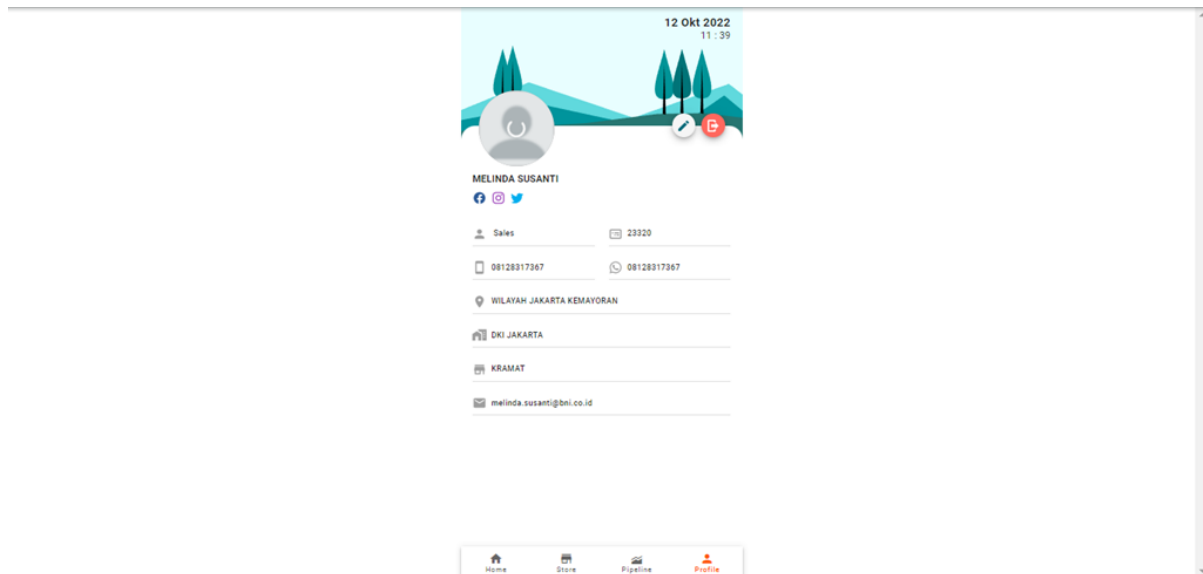 12 Okt 2022
11 : 39
MELINDA SUSANTI
Sales
23320
08128317367
08128317367
WILAYAH JAKARTA KEMAYORAN
DKI JAKARTA
KRAMAT
melinda.susanti@bni.co.id
Home Store Pipeline Profile